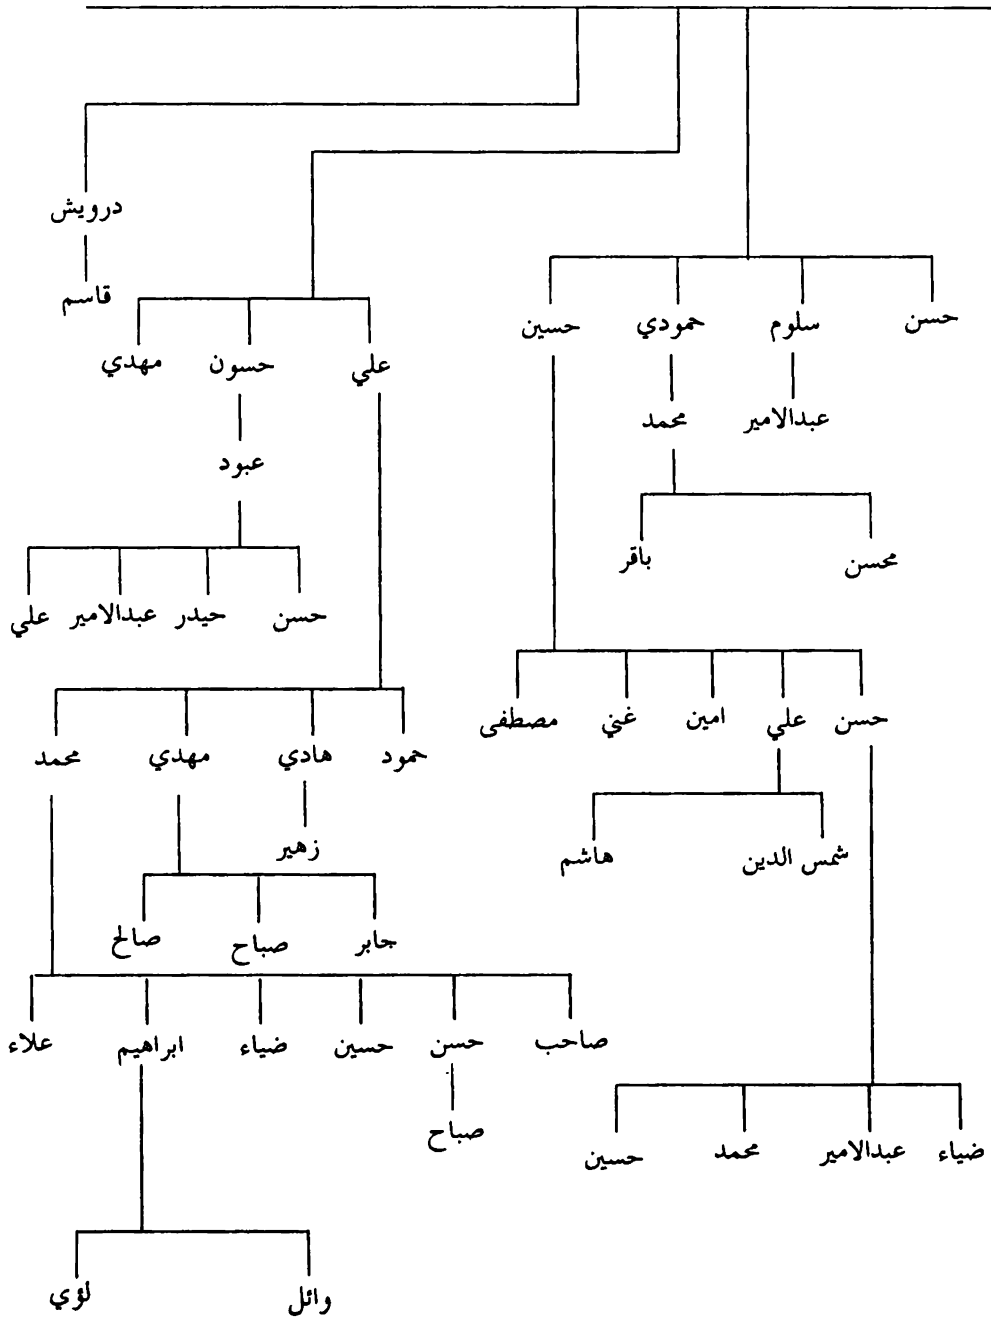 درويش
قاسم
حسن سلوم حمودي حسين
علي حسون مهدي
عبدالامير محمد
عبود
محسن باقر
حسن حيدر عبدالامير علي
حسن علي امين غني مصطفى
حمود هادي مهدي محمد
شمس الدين هاشم
زهير
جابر صباح صالح
صاحب حسن حسين ضياء ابراهيم علاء
صباح
ضياء عبدالامير محمد حسين
وائل لؤي